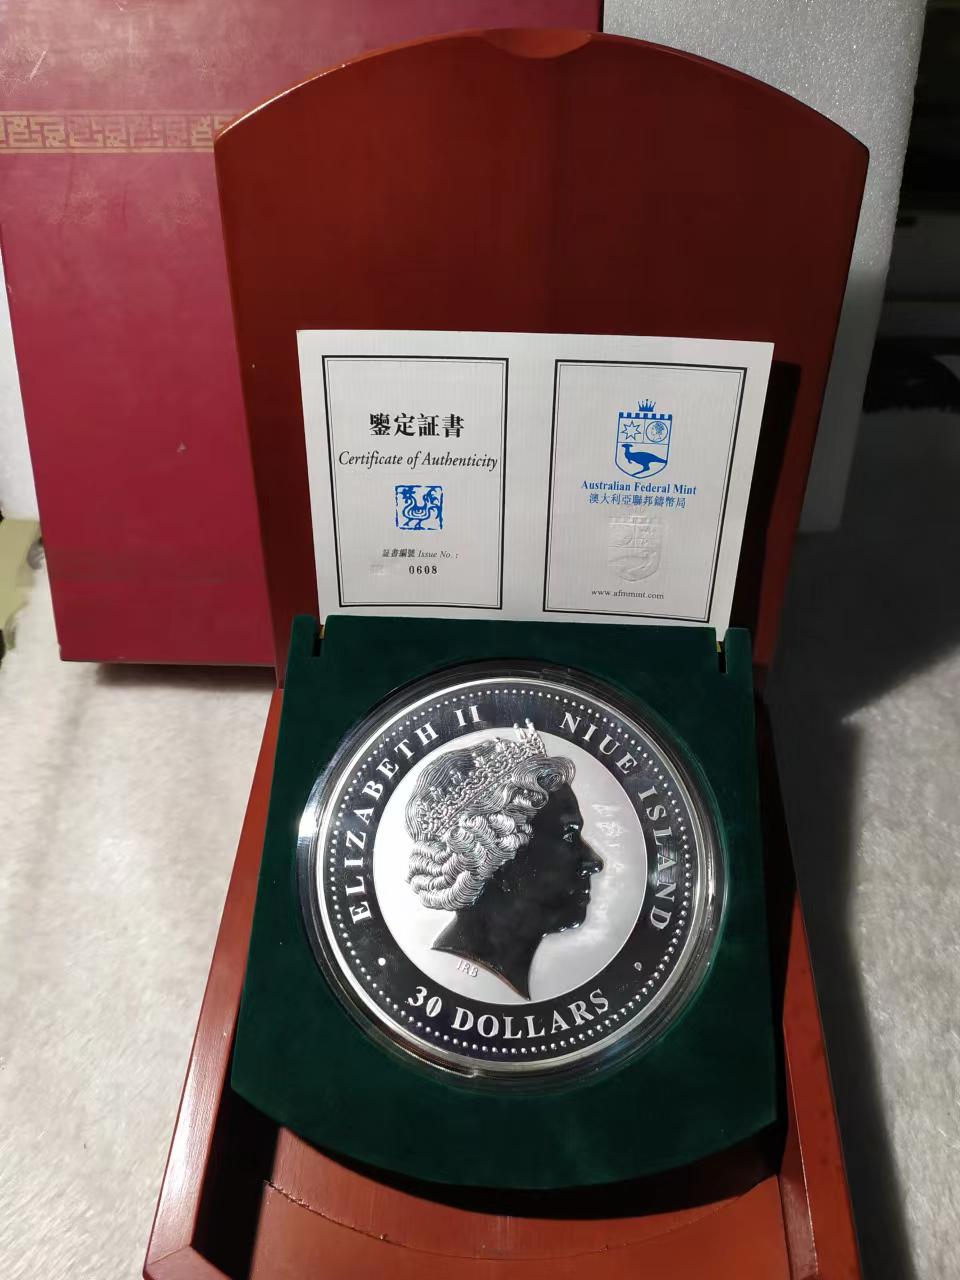 鑒定証書
Certificate of Authenticity
証書編號 Issue No. :
0608
Australian Federal Mint
澳大利亞聯邦鑄幣局
www.afmmint.com
ELIZABETH II
NIUE ISLAND
IRB
30 DOLLARS